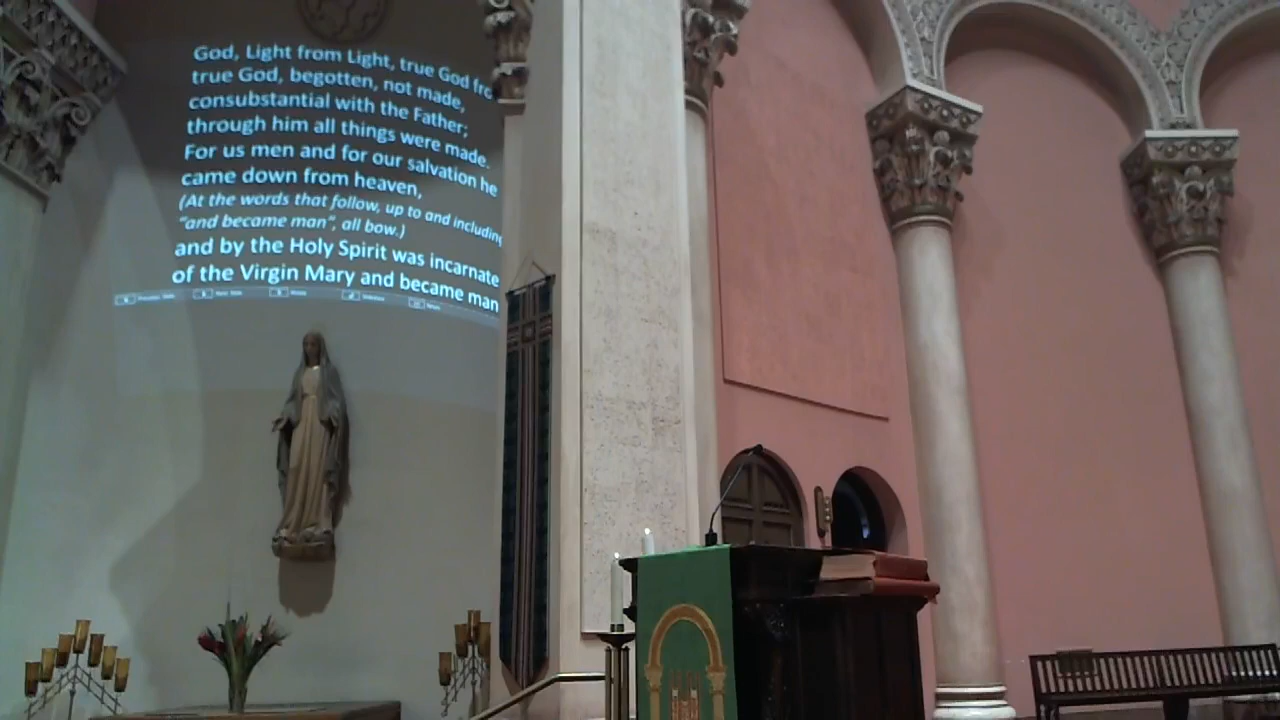 God, Light from Light, true God fro
true God, begotten, not made,
consubstantial with the Father;
through him all things were made.
For us men and for our salvation he
came down from heaven,
(At the words that follow, up to and including
"and became man", all bow.)
and by the Holy Spirit was incarnate
of the Virgin Mary and became man